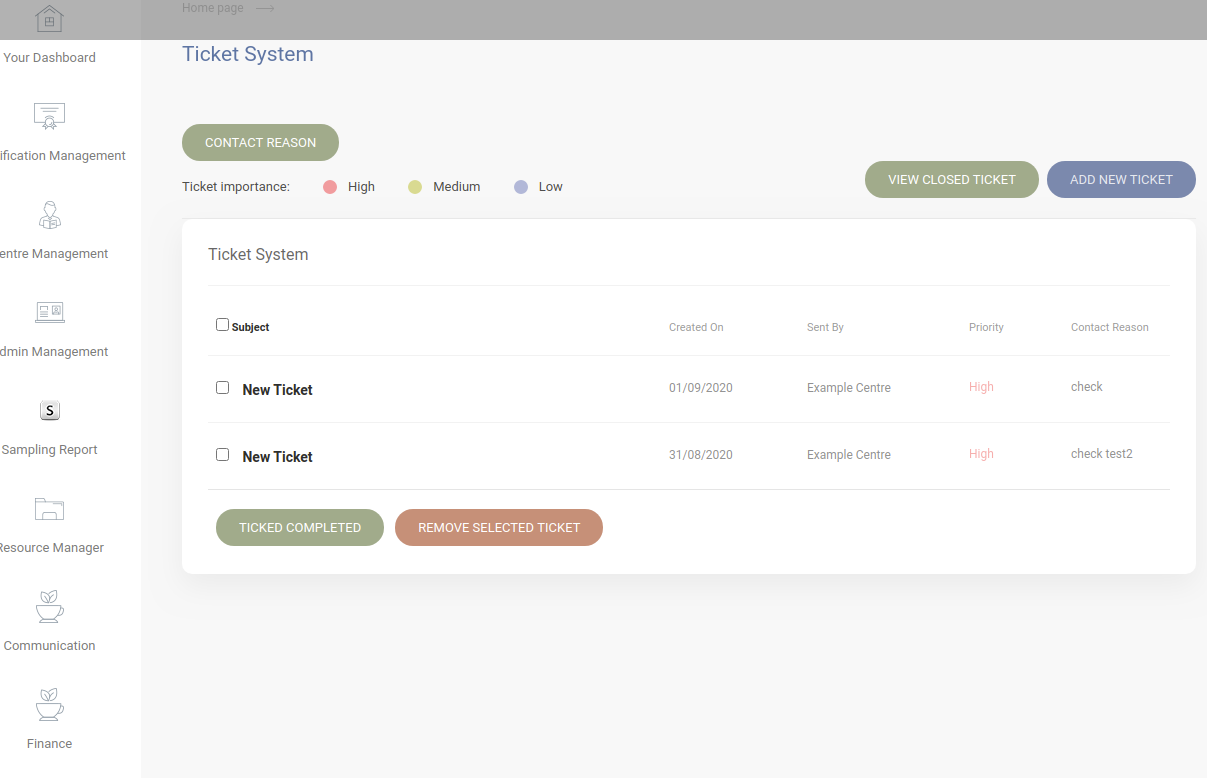 Home page
Your Dashboard
Ticket System
ification Management
CONTACT REASON
Ticket importance: High Medium Low
VIEW CLOSED TICKET ADD NEW TICKET
entre Management
Ticket System
Subject Created On Sent By Priority Contact Reason
dmin Management
New Ticket 01/09/2020 Example Centre High check
S
Sampling Report
New Ticket 31/08/2020 Example Centre High check test2
TICKED COMPLETED REMOVE SELECTED TICKET
Resource Manager
Communication
Finance